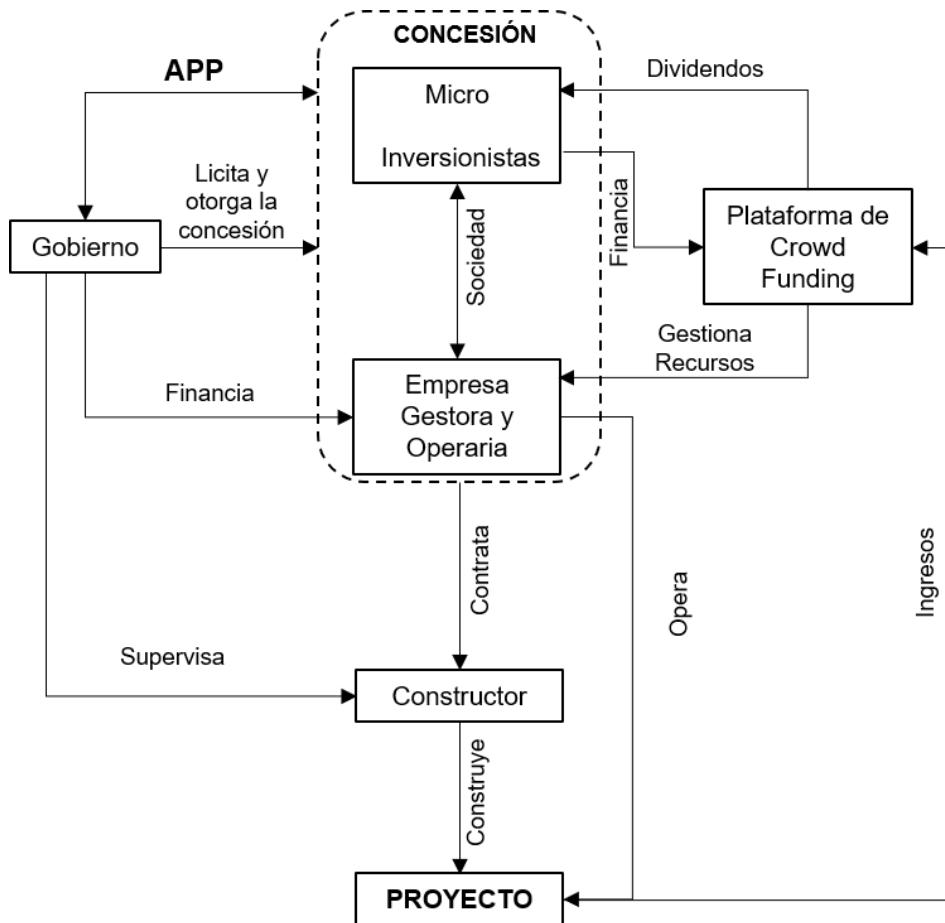 CONCESIÓN
APP
Micro
Inversionistas
Dividendos
Licita y
otorga la
concesión
Gobierno
Sociedad
Financia
Plataforma de
Crowd
Funding
Gestiona
Recursos
Financia
Empresa
Gestora y
Operaria
Contrata
Opera
Ingresos
Supervisa
Constructor
Construye
PROYECTO